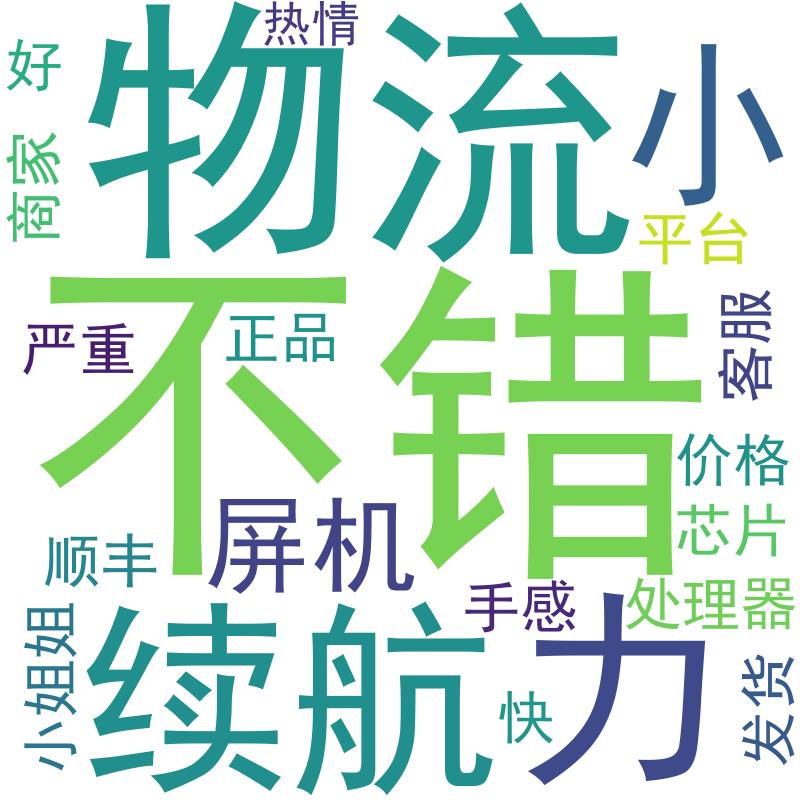 热情
好
物流
小
商家
平台
不错
严重
正品
客服
价格
屏机
芯片
顺丰
手感
处理器
小姐姐
续航
力
快
发货